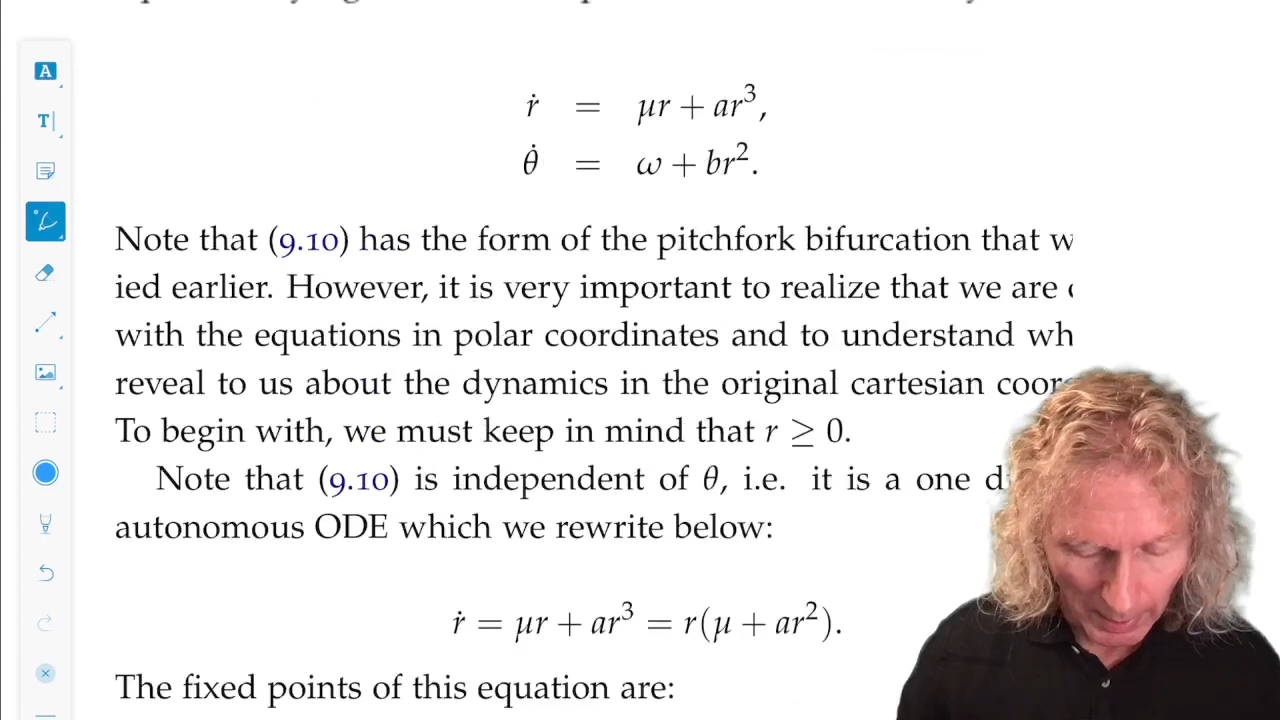 A
T|
ṙ = μr + ar³,
θ̇ = ω + br².
Note that (9.10) has the form of the pitchfork bifurcation that
ied earlier. However, it is very important to realize that we are
with the equations in polar coordinates and to understand
reveal to us about the dynamics in the original cartesian
To begin with, we must keep in mind that r ≥ 0.
Note that (9.10) is independent of θ, i.e. it is a one
autonomous ODE which we rewrite below:
ṙ = μr + ar³ = r(μ + ar²).
The fixed points of this equation are: